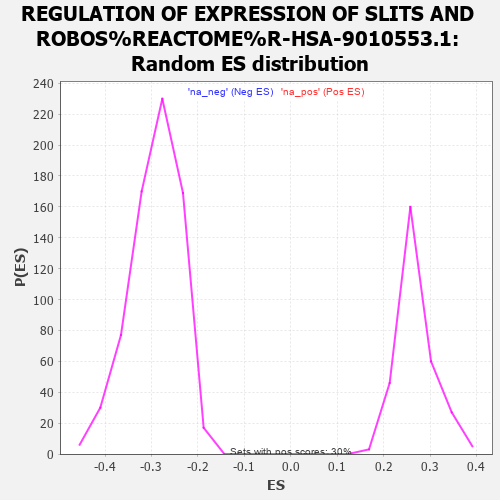 REGULATION OF EXPRESSION OF SLITS AND
ROBOS%REACTOME%R-HSA-9010553.1:
Random ES distribution
'na_neg' (Neg ES) 'na_pos' (Pos ES)
240
220
200
180
160
140
120
100
80
60
40
20
0
P(ES)
Sets with pos scores: 30%
-0.4 -0.3 -0.2 -0.1 0.0 0.1 0.2 0.3 0.4
ES